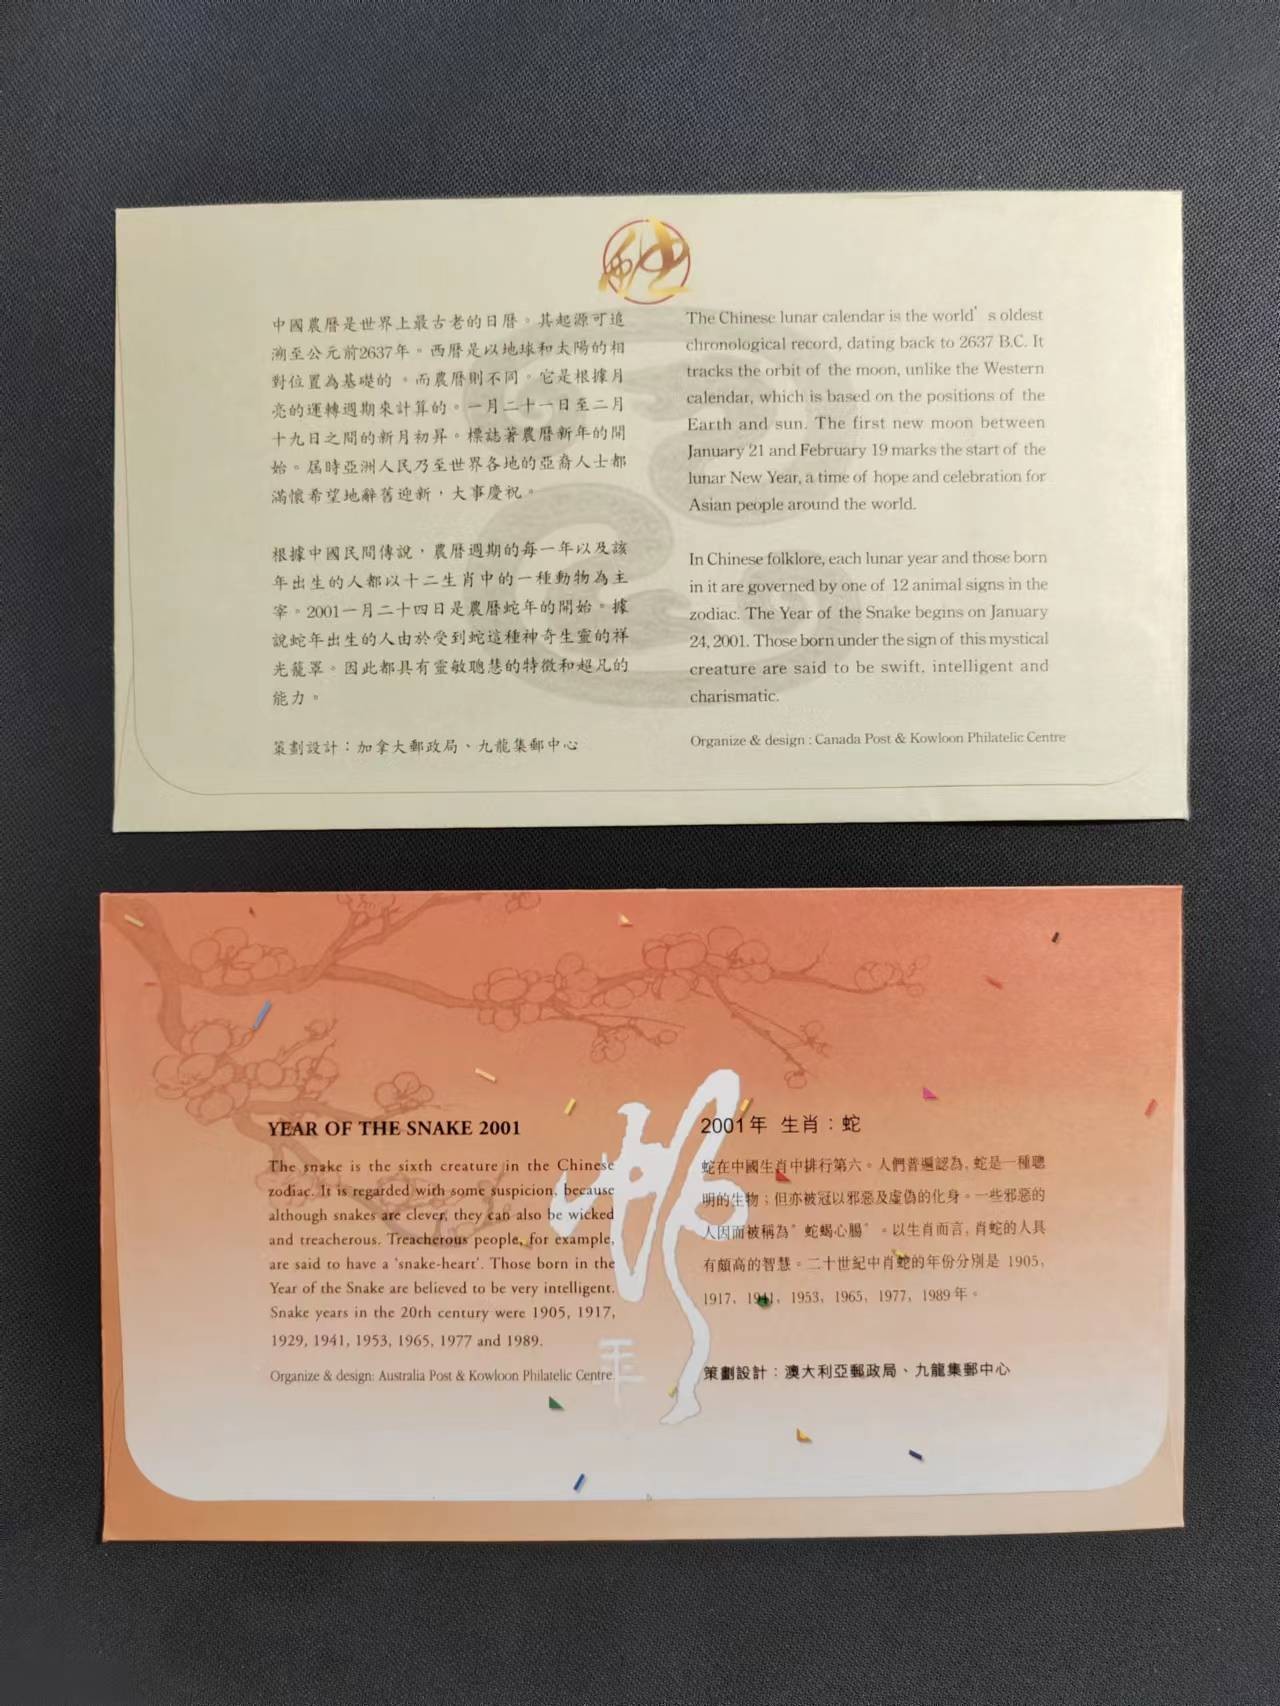 蛇
中國農曆是世界上最古老的日曆。其起源可追
溯至公元前2637年。西曆是以地球和太陽的相
對位置為基礎的。而農曆則不同。它是根據月
亮的運轉週期來計算的。一月二十一日至二月
十九日之間的新月初昇。標誌著農曆新年的開
始。屆時亞洲人民乃至世界各地的亞裔人士都
滿懷希望地辭舊迎新，大事慶祝。
根據中國民間傳說，農曆週期的每一年以及該
年出生的人都以十二生肖中的一種動物為主
宰。2001一月二十四日是農曆蛇年的開始。據
說蛇年出生的人由於受到蛇這種神奇生靈的祥
光籠罩。因此都具有靈敏聰慧的特徵和超凡的
能力。
策劃設計：加拿大郵政局、九龍集郵中心
The Chinese lunar calendar is the world's oldest
chronological record, dating back to 2637 B.C. It
tracks the orbit of the moon, unlike the Western
calendar, which is based on the positions of the
Earth and sun. The first new moon between
January 21 and February 19 marks the start of the
lunar New Year, a time of hope and celebration for
Asian people around the world.
In Chinese folklore, each lunar year and those born
in it are governed by one of 12 animal signs in the
zodiac. The Year of the Snake begins on January
24, 2001. Those born under the sign of this mystical
creature are said to be swift, intelligent and
charismatic.
Organize & design : Canada Post & Kowloon Philatelic Centre
YEAR OF THE SNAKE 2001
The snake is the sixth creature in the Chinese
zodiac. It is regarded with some suspicion, because
although snakes are clever, they can also be wicked
and treacherous. Treacherous people, for example,
are said to have a 'snake-heart'. Those born in the
Year of the Snake are believed to be very intelligent.
Snake years in the 20th century were 1905, 1917,
1929, 1941, 1953, 1965, 1977 and 1989.
Organize & design: Australia Post & Kowloon Philatelic Centre
年
2001年 生肖：蛇
蛇在中國生肖中排行第六。人們普遍認為，蛇是一種聰
明的生物；但亦被冠以邪惡及虛偽的化身。一些邪惡的
人因而被稱為"蛇蝎心腸"。以生肖而言，肖蛇的人具
有頗高的智慧。二十世紀中肖蛇的年份分別是 1905,
1917, 1941, 1953, 1965, 1977, 1989年。
策劃設計：澳大利亞郵政局、九龍集郵中心